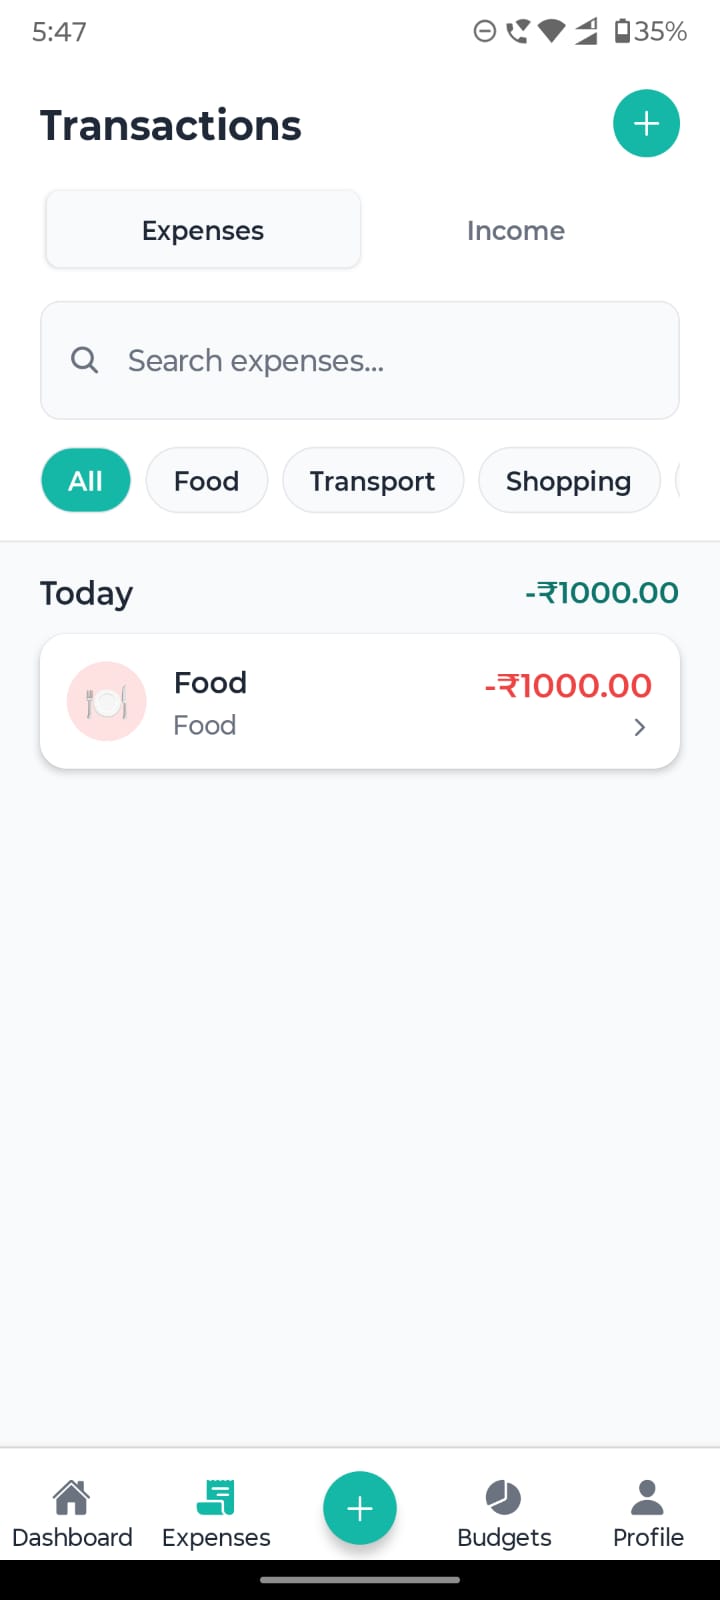 5:47 35%
Transactions
Expenses Income
Search expenses...
All Food Transport Shopping
Today -₹1000.00
Food -₹1000.00
Food
Dashboard Expenses Budgets Profile